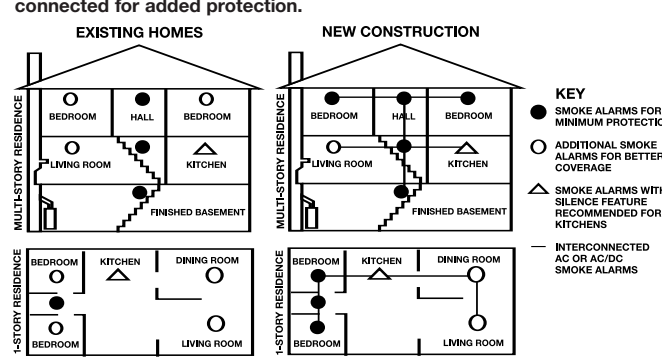 connected for added protection.
EXISTING HOMES
NEW CONSTRUCTION
MULTI-STORY RESIDENCE
BEDROOM
HALL
BEDROOM
LIVING ROOM
KITCHEN
FINISHED BASEMENT
MULTI-STORY RESIDENCE
BEDROOM
HALL
BEDROOM
LIVING ROOM
KITCHEN
FINISHED BASEMENT
KEY
SMOKE ALARMS FOR
MINIMUM PROTECTIO
ADDITIONAL SMOKE
ALARMS FOR BETTER
COVERAGE
SMOKE ALARMS WITH
SILENCE FEATURE
RECOMMENDED FOR
KITCHENS
INTERCONNECTED
AC OR AC/DC
SMOKE ALARMS
1-STORY RESIDENCE
BEDROOM
KITCHEN
DINING ROOM
BEDROOM
LIVING ROOM
1-STORY RESIDENCE
BEDROOM
KITCHEN
DINING ROOM
BEDROOM
LIVING ROOM